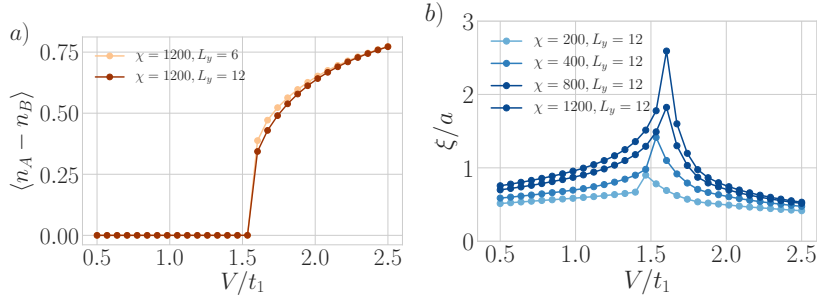 a)
⟨n_A − n_B⟩
0.75
0.50
0.25
0.00
χ = 1200, L_y = 6
χ = 1200, L_y = 12
0.5 1.0 1.5 2.0 2.5
V/t_1
b)
ξ/a
3
2
1
0
χ = 200, L_y = 12
χ = 400, L_y = 12
χ = 800, L_y = 12
χ = 1200, L_y = 12
0.5 1.0 1.5 2.0 2.5
V/t_1